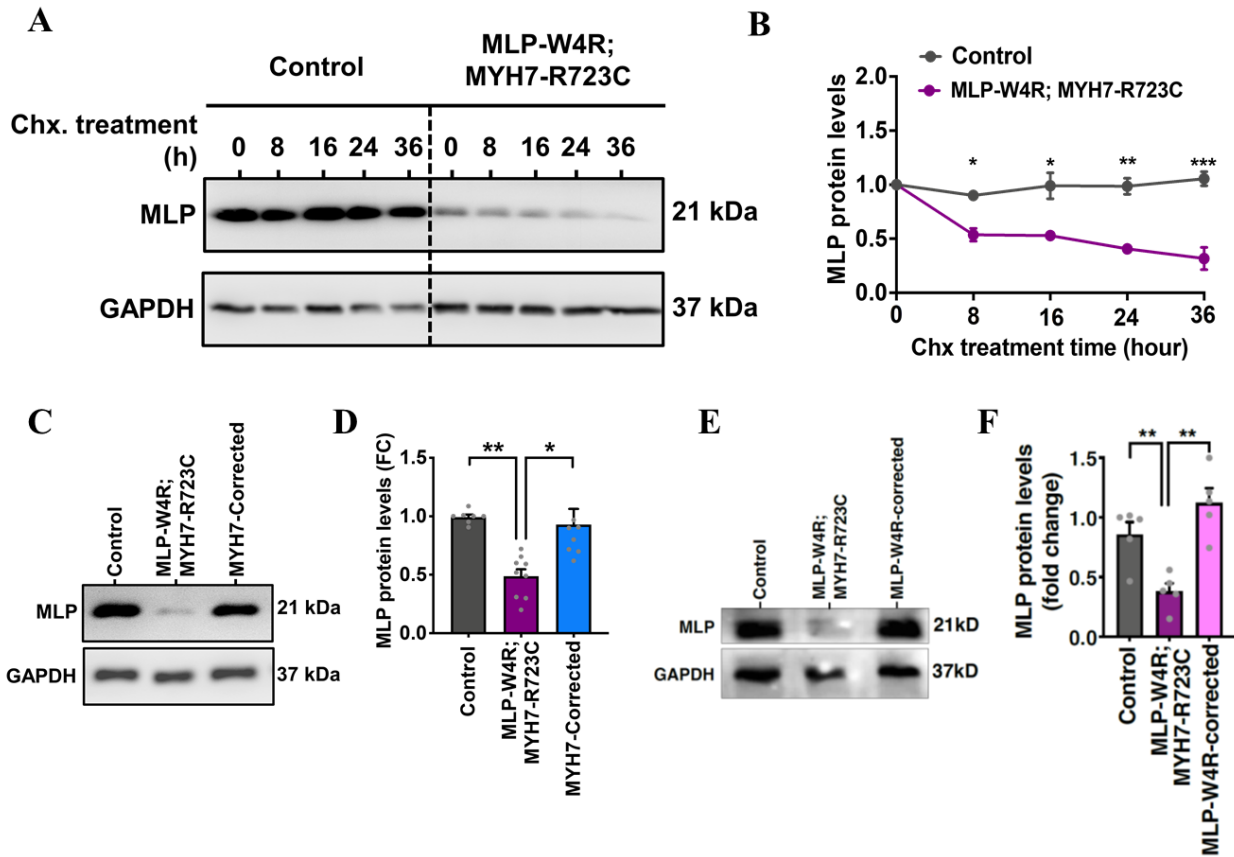 A
Control
MLP-W4R;
MYH7-R723C
Chx. treatment
(h)
0 8 16 24 36 0 8 16 24 36
MLP
21 kDa
GAPDH
37 kDa
B
Control
MLP-W4R; MYH7-R723C
MLP protein levels
2.0
1.5
1.0
0.5
0.0
* * ** ***
0 8 16 24 36
Chx treatment time (hour)
C
Control
MLP-W4R;
MYH7-R723C
MYH7-Corrected
MLP
21 kDa
GAPDH
37 kDa
D
MLP protein levels (FC)
1.5
1.0
0.5
0.0
** *
Control
MLP-W4R;
MYH7-R723C
MYH7-Corrected
E
Control
MLP-W4R;
MYH7-R723C
MLP-W4R-corrected
MLP
21kD
GAPDH
37kD
F
MLP protein levels
(fold change)
1.5
1.0
0.5
0.0
** **
Control
MLP-W4R;
MYH7-R723C
MLP-W4R-corrected